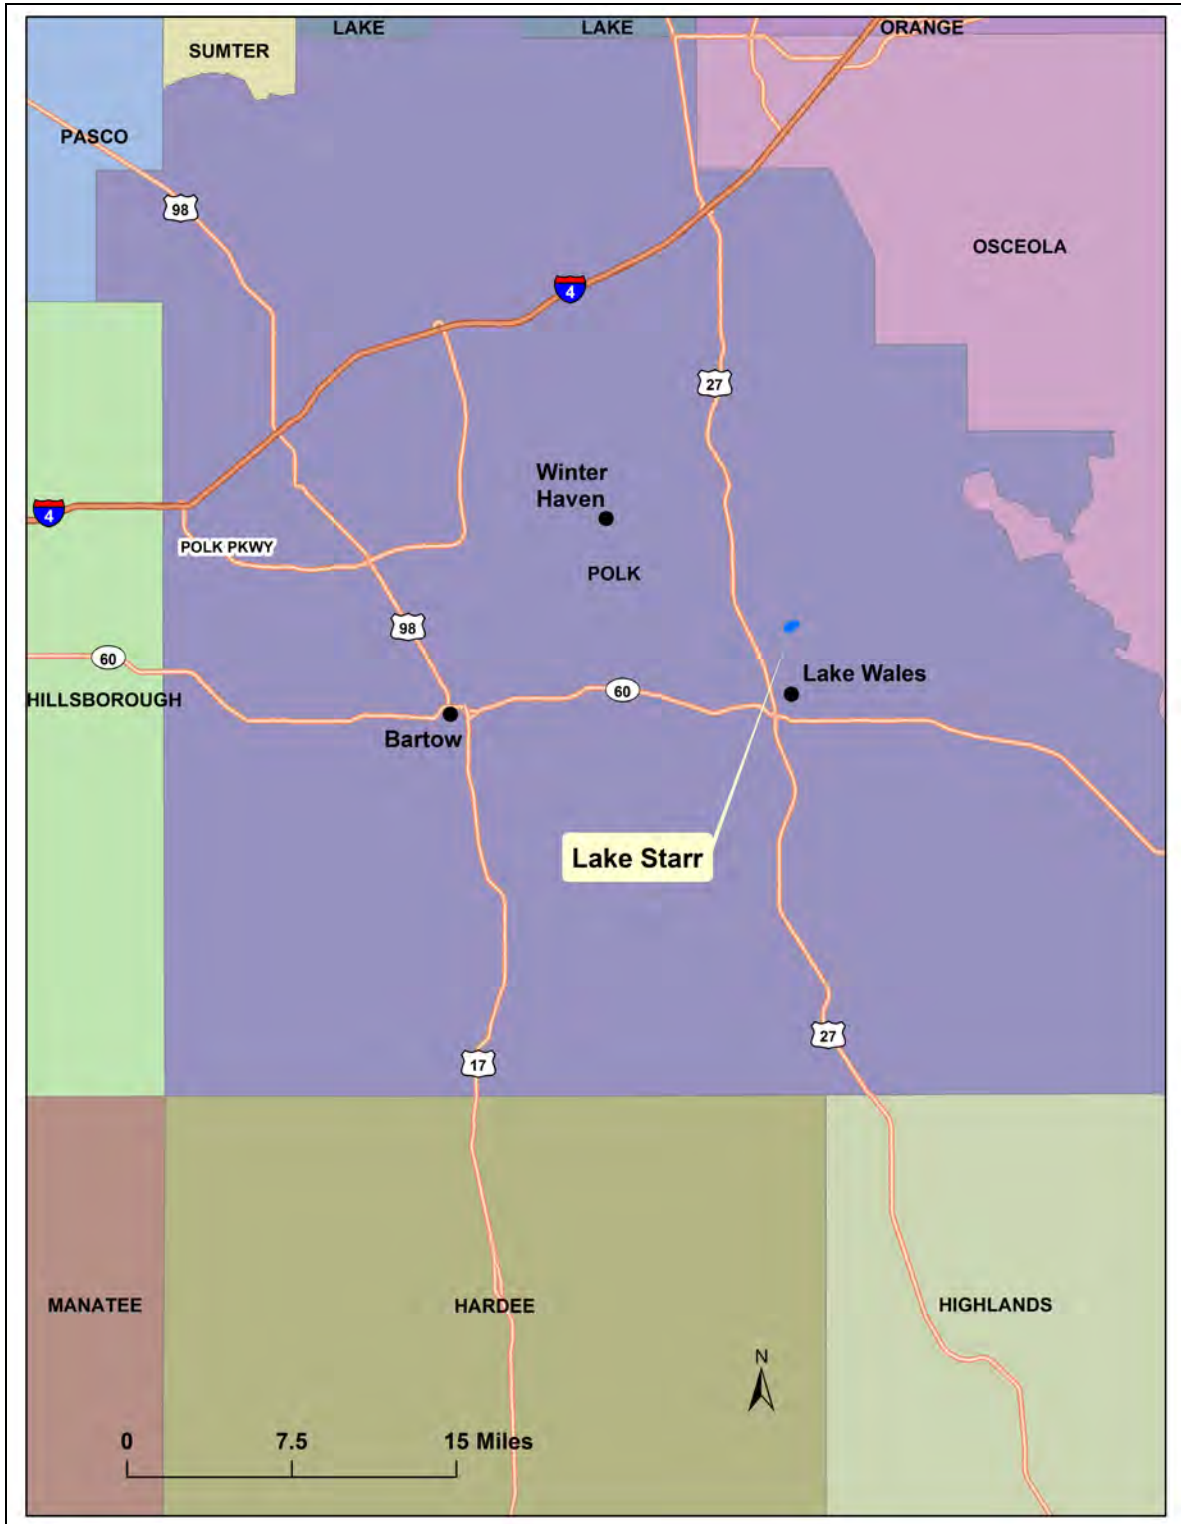 LAKE
LAKE
ORANGE
SUMTER
PASCO
98
OSCEOLA
4
27
Winter
Haven
4
POLK PKWY
POLK
98
60
Lake Wales
60
HILLSBOROUGH
Bartow
Lake Starr
27
17
MANATEE
HARDEE
HIGHLANDS
N
0 7.5 15 Miles